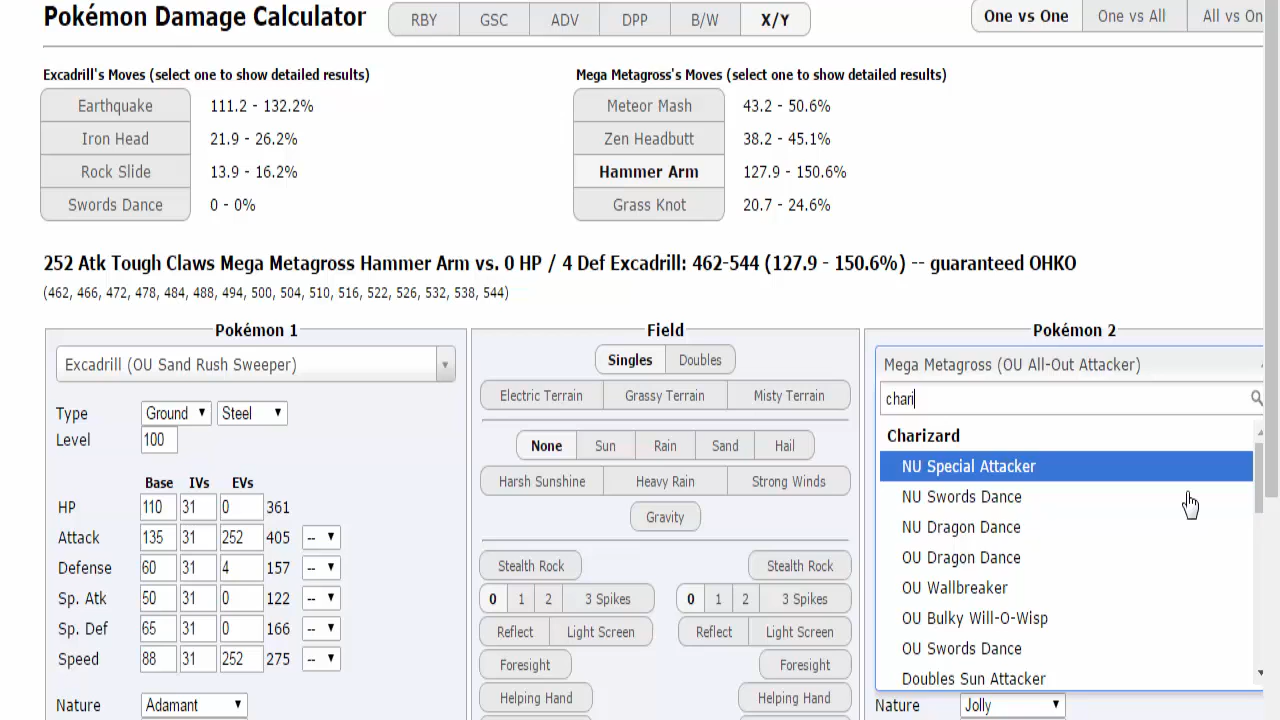 Pokémon Damage Calculator RBY GSC ADV DPP B/W X/Y One vs One One vs All All vs On
Excadrill's Moves (select one to show detailed results) Mega Metagross's Moves (select one to show detailed results)
Earthquake 111.2 - 132.2% Meteor Mash 43.2 - 50.6%
Iron Head 21.9 - 26.2% Zen Headbutt 38.2 - 45.1%
Rock Slide 13.9 - 16.2% Hammer Arm 127.9 - 150.6%
Swords Dance 0 - 0% Grass Knot 20.7 - 24.6%
252 Atk Tough Claws Mega Metagross Hammer Arm vs. 0 HP / 4 Def Excadrill: 462-544 (127.9 - 150.6%) -- guaranteed OHKO
(462, 466, 472, 478, 484, 488, 494, 500, 504, 510, 516, 522, 526, 532, 538, 544)
Pokémon 1
Excadrill (OU Sand Rush Sweeper)
Type Ground Steel
Level 100
Base IVs EVs
HP 110 31 0 361
Attack 135 31 252 405 --
Defense 60 31 4 157 --
Sp. Atk 50 31 0 122 --
Sp. Def 65 31 0 166 --
Speed 88 31 252 275 --
Nature Adamant
Field
Singles Doubles
Electric Terrain Grassy Terrain Misty Terrain
None Sun Rain Sand Hail
Harsh Sunshine Heavy Rain Strong Winds
Gravity
Stealth Rock Stealth Rock
0 1 2 3 Spikes 0 1 2 3 Spikes
Reflect Light Screen Reflect Light Screen
Foresight Foresight
Helping Hand Helping Hand
Pokémon 2
Mega Metagross (OU All-Out Attacker)
chari
Charizard
NU Special Attacker
NU Swords Dance
NU Dragon Dance
OU Dragon Dance
OU Wallbreaker
OU Bulky Will-O-Wisp
OU Swords Dance
Doubles Sun Attacker
Nature Jolly